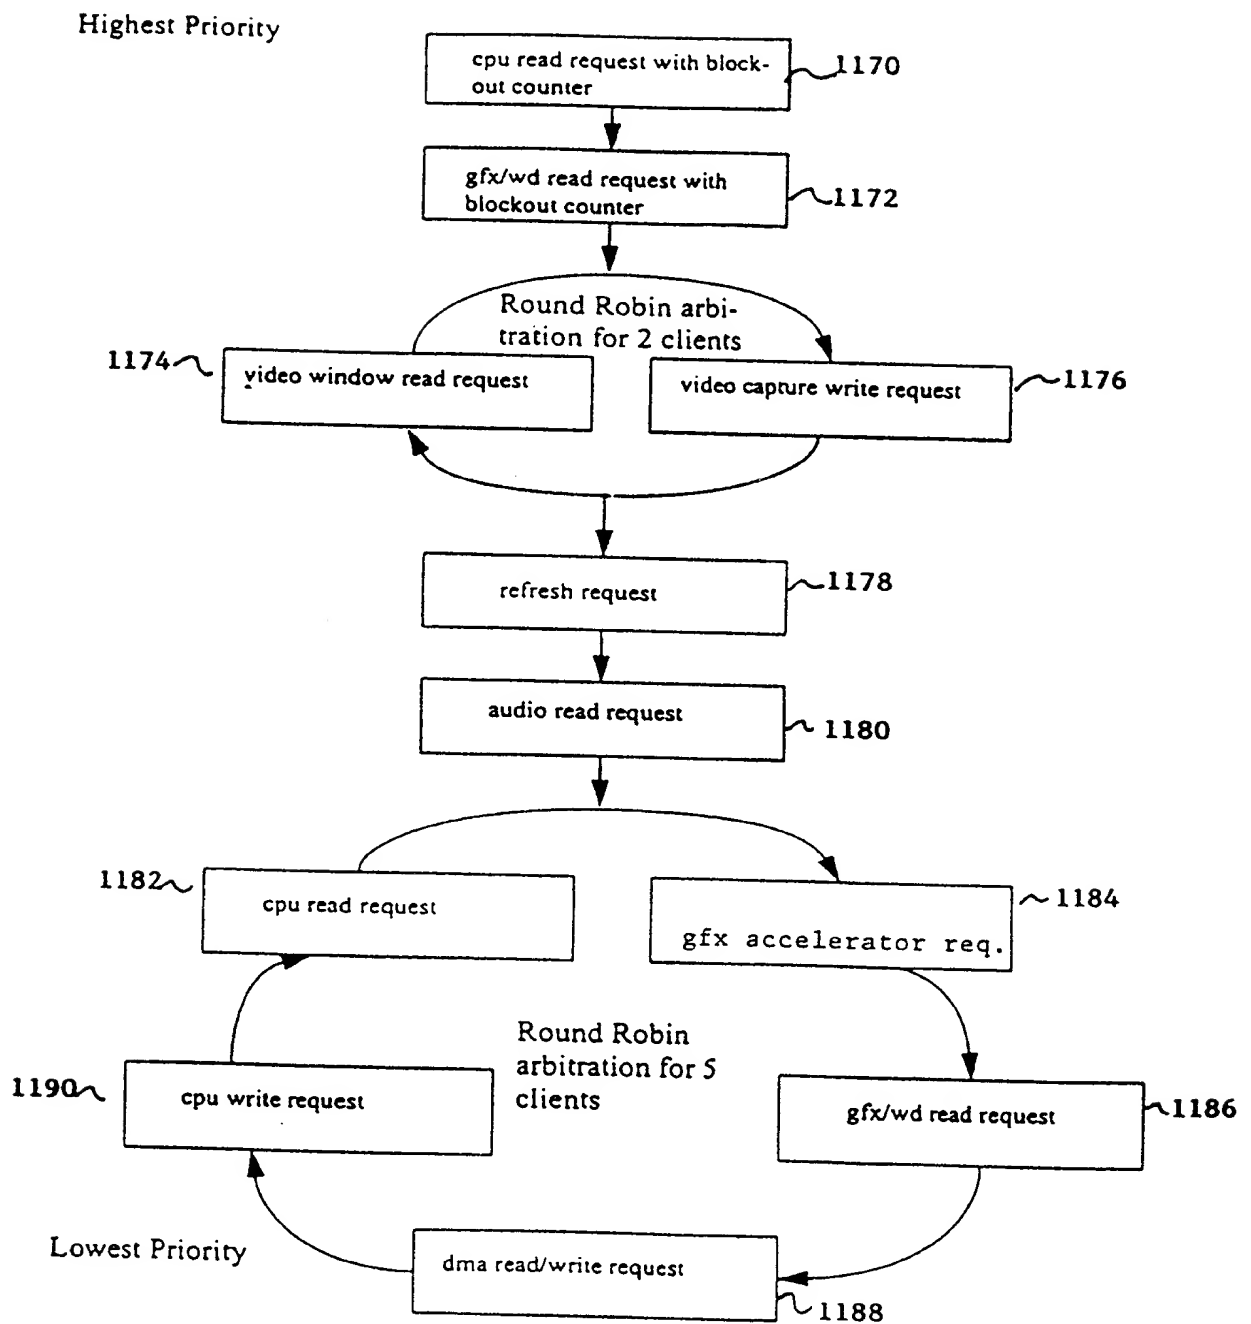 Highest Priority
cpu read request with block-
out counter
1170
gfx/wd read request with
blockout counter
1172
Round Robin arbi-
tration for 2 clients
1174
video window read request
video capture write request
1176
refresh request
1178
audio read request
1180
1182
cpu read request
gfx accelerator req.
1184
Round Robin
arbitration for 5
clients
1190
cpu write request
gfx/wd read request
1186
Lowest Priority
dma read/write request
1188